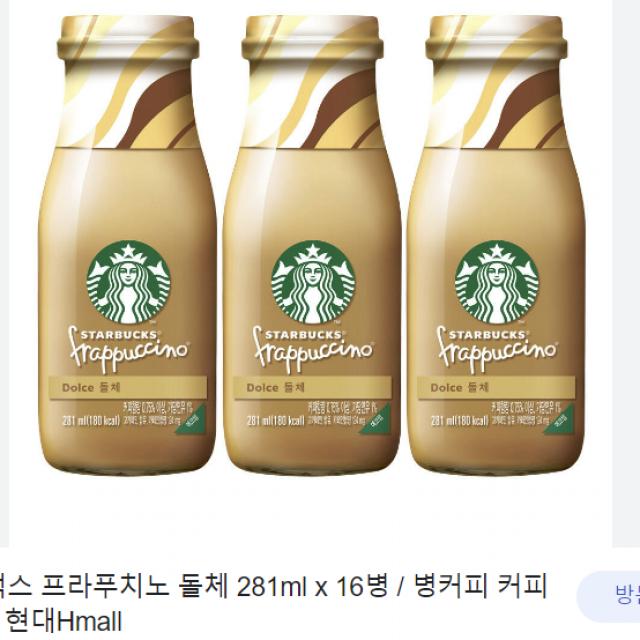 STARBUCKS®
frappuccino®
Dolce 돌체
281 ml(180 kcal)
STARBUCKS®
frappuccino®
Dolce 돌체
281 ml(180 kcal)
STARBUCKS®
frappuccino®
Dolce 돌체
281 ml(180 kcal)
스 프라푸치노 돌체 281ml x 16병 / 병커피 커피
현대Hmall